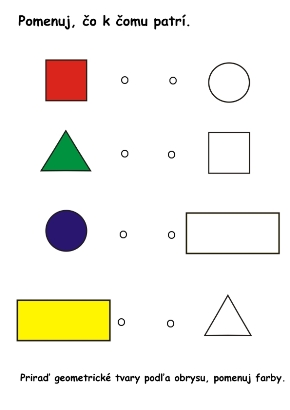 Pomenuj, čo k čomu patrí.
Priraď geometrické tvary podľa obrysu, pomenuj farby.